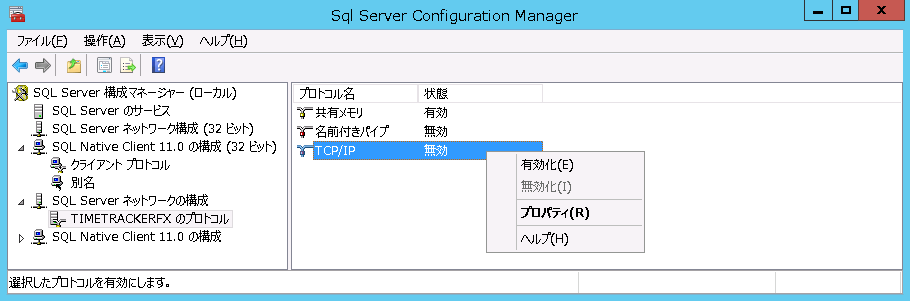 Sql Server Configuration Manager
ファイル(F) 操作(A) 表示(V) ヘルプ(H)
SQL Server 構成マネージャー (ローカル)
SQL Server のサービス
SQL Server ネットワーク構成 (32 ビット)
SQL Native Client 11.0 の構成 (32 ビット)
クライアント プロトコル
別名
SQL Server ネットワークの構成
TIMETRACKERFX のプロトコル
SQL Native Client 11.0 の構成
プロトコル名 状態
共有メモリ 有効
名前付きパイプ 無効
TCP/IP 無効
有効化(E)
無効化(I)
プロパティ(R)
ヘルプ(H)
選択したプロトコルを有効にします。